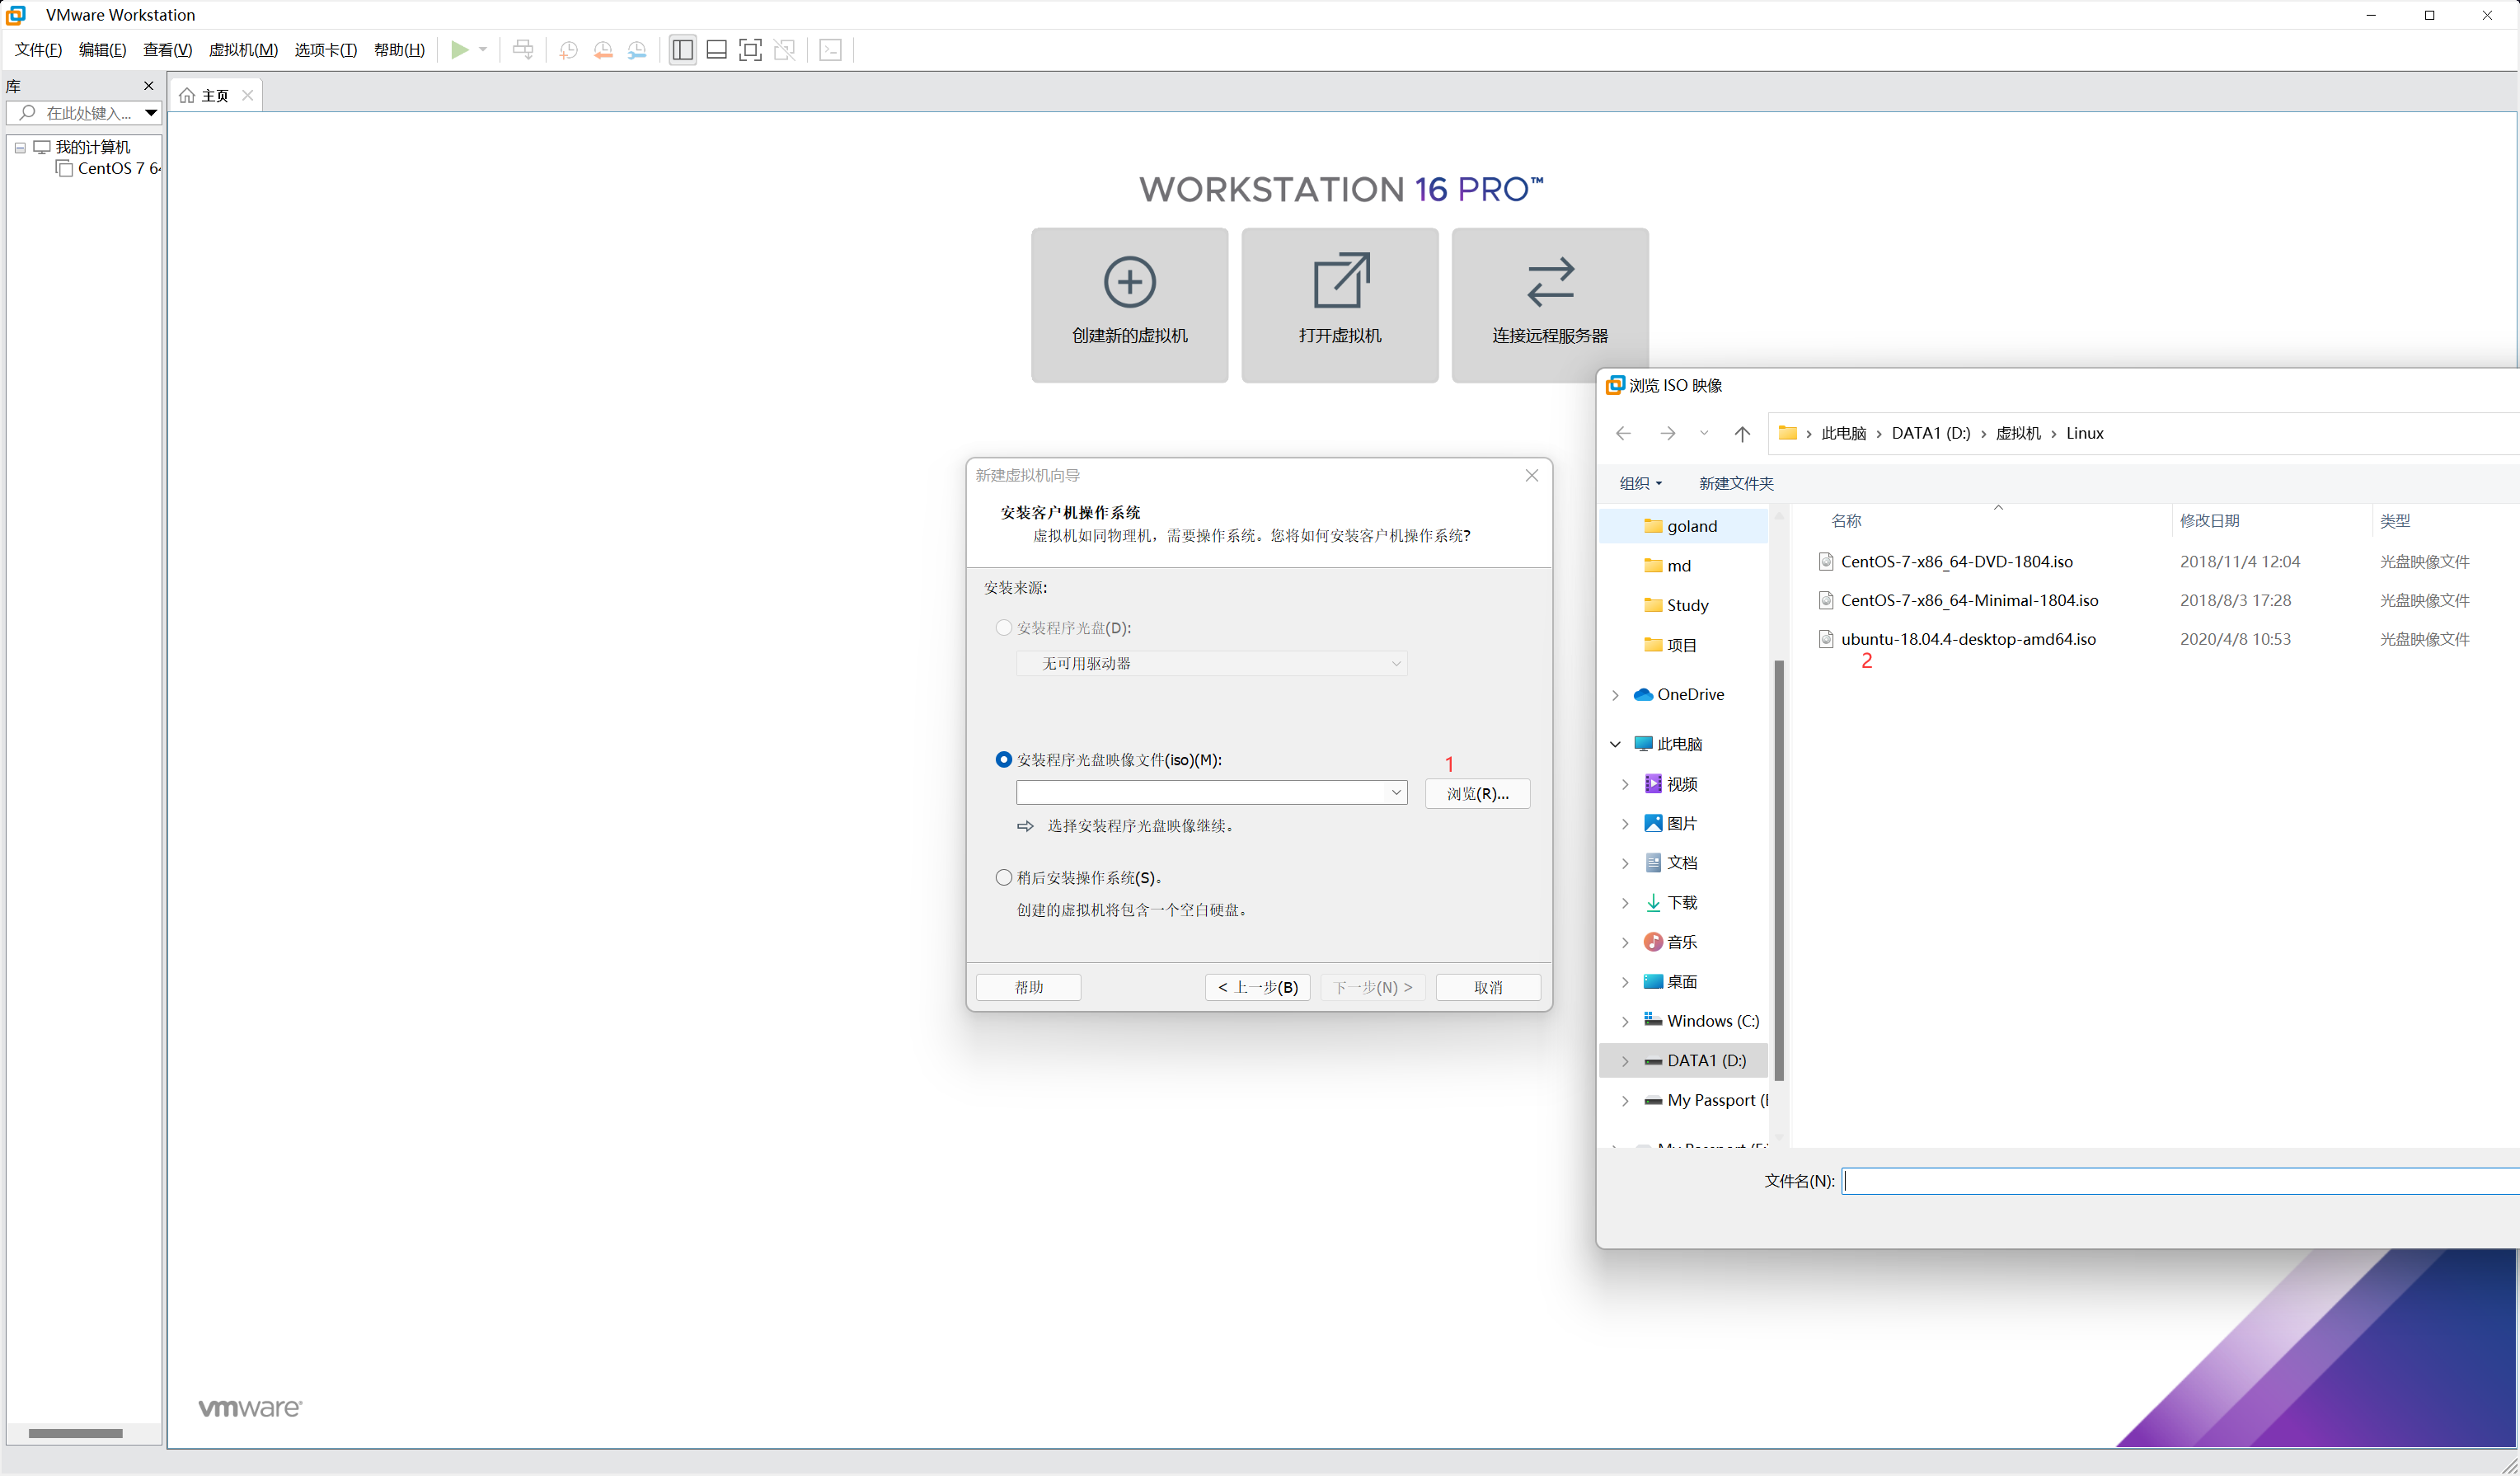 VMware Workstation
文件(F) 编辑(E) 查看(V) 虚拟机(M) 选项卡(T) 帮助(H)
库
主页
在此处键入...
我的计算机
CentOS 7 64
WORKSTATION 16 PRO™
创建新的虚拟机
打开虚拟机
连接远程服务器
新建虚拟机向导
安装客户机操作系统
虚拟机如同物理机，需要操作系统。您将如何安装客户机操作系统?
安装来源:
安装程序光盘(D):
无可用驱动器
安装程序光盘映像文件(iso)(M):
1
浏览(R)...
选择安装程序光盘映像继续。
稍后安装操作系统(S)。
创建的虚拟机将包含一个空白硬盘。
帮助
< 上一步(B)
下一步(N) >
取消
浏览 ISO 映像
此电脑 › DATA1 (D:) › 虚拟机 › Linux
组织
新建文件夹
名称 修改日期 类型
CentOS-7-x86_64-DVD-1804.iso 2018/11/4 12:04 光盘映像文件
CentOS-7-x86_64-Minimal-1804.iso 2018/8/3 17:28 光盘映像文件
ubuntu-18.04.4-desktop-amd64.iso 2020/4/8 10:53 光盘映像文件
2
goland
md
Study
项目
OneDrive
此电脑
视频
图片
文档
下载
音乐
桌面
Windows (C:)
DATA1 (D:)
My Passport (
My Passport (
文件名(N):
vmware